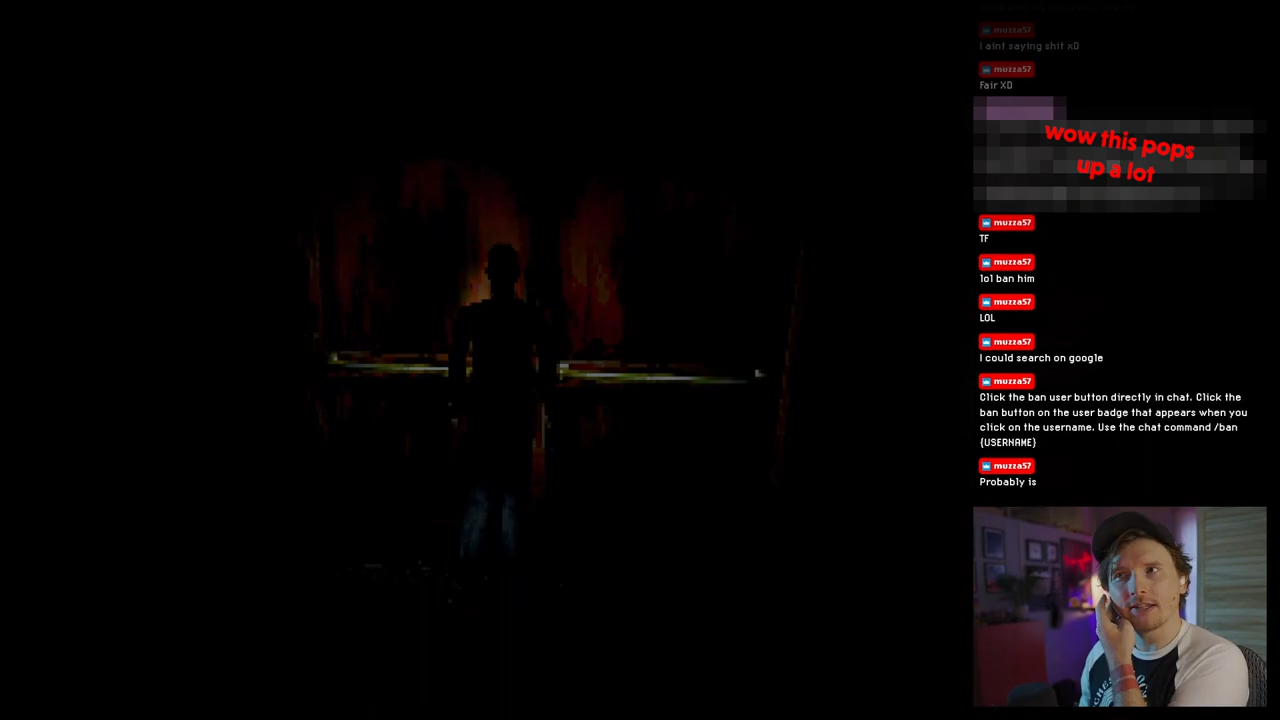 muzza57
I aint saying shit xD
muzza57
Fair XD
wow this pops
up a lot
muzza57
TF
muzza57
lol ban him
muzza57
LOL
muzza57
I could search on google
muzza57
Click the ban user button directly in chat. Click the
ban button on the user badge that appears when you
click on the username. Use the chat command /ban
{USERNAME}
muzza57
Probably is